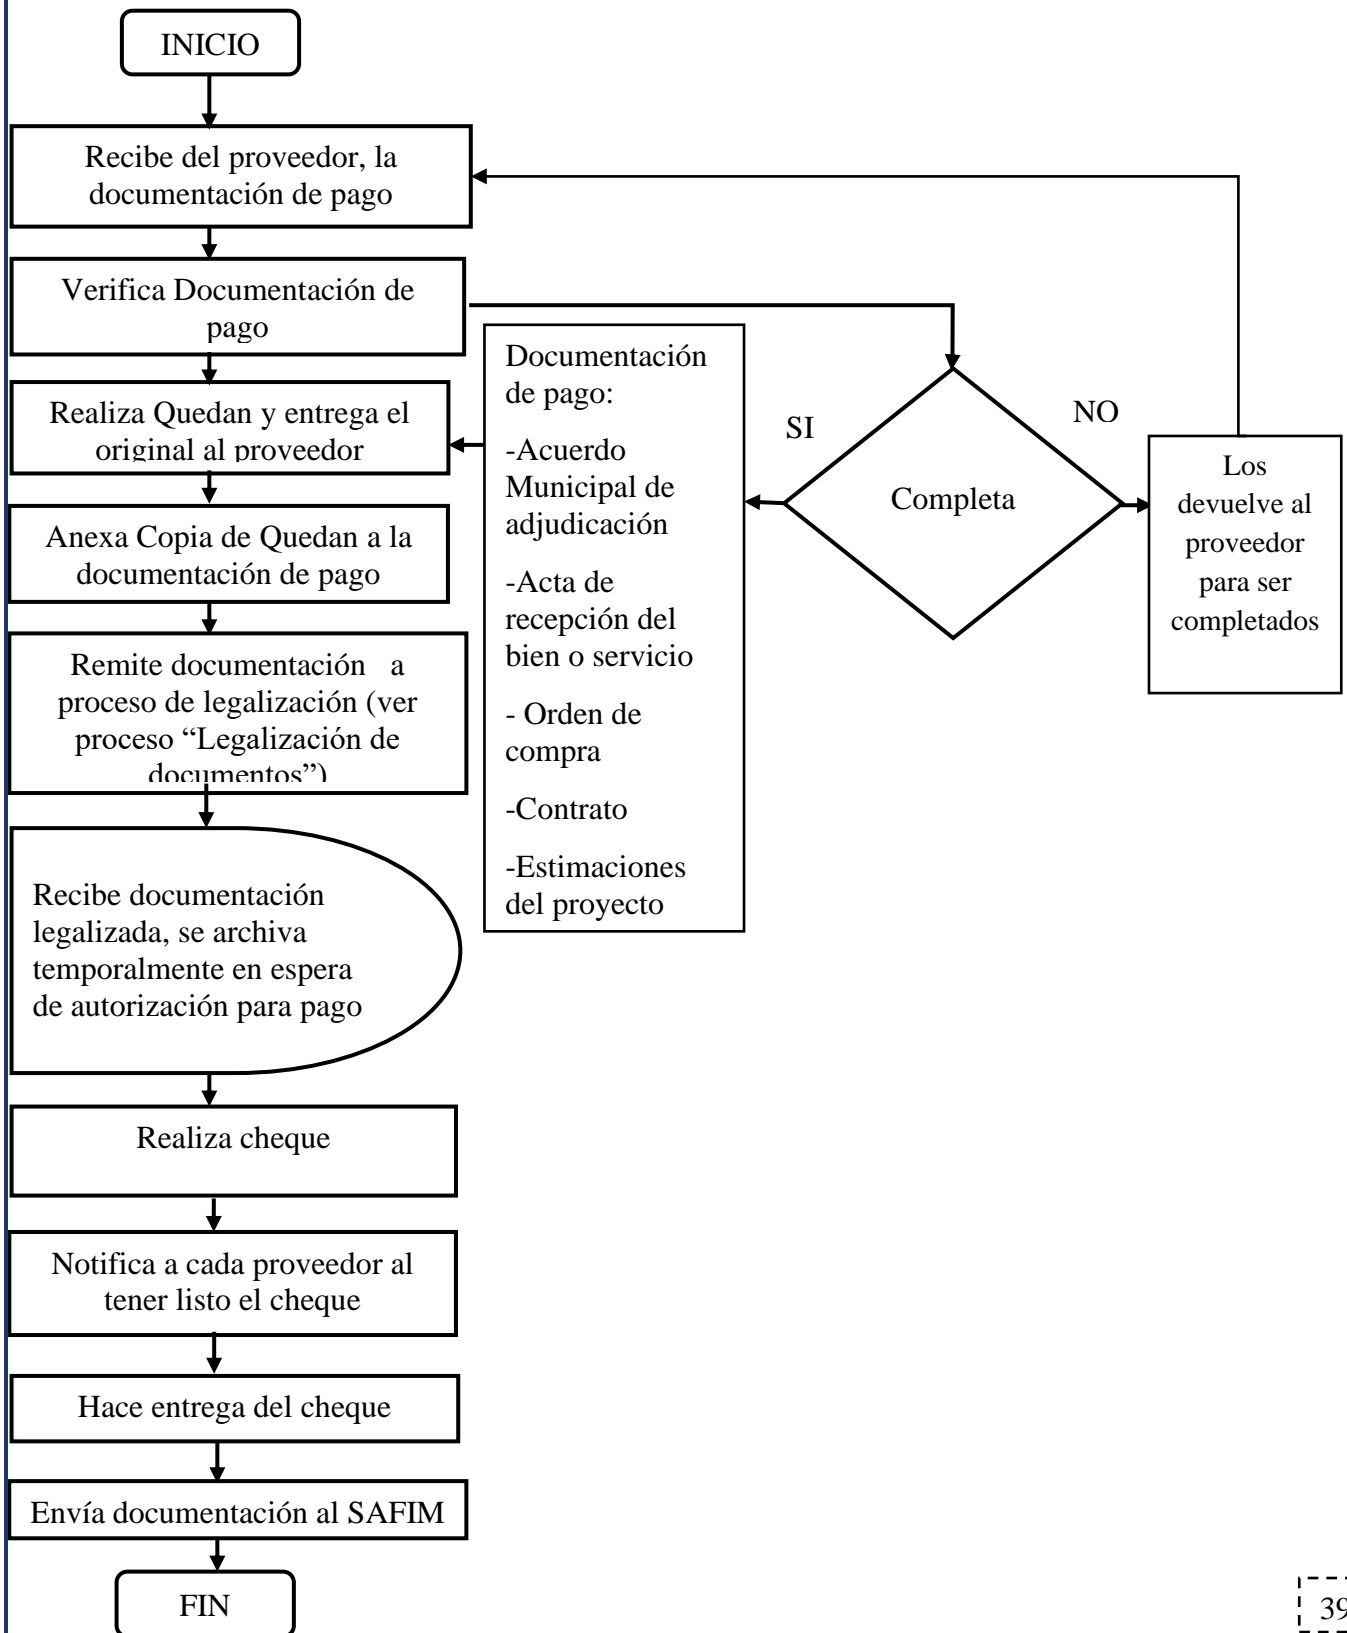 INICIO
Recibe del proveedor, la
documentación de pago
Verifica Documentación de
pago
Realiza Quedan y entrega el
original al proveedor
Anexa Copia de Quedan a la
documentación de pago
Remite documentación a
proceso de legalización (ver
proceso “Legalización de
documentos”)
Recibe documentación
legalizada, se archiva
temporalmente en espera
de autorización para pago
Realiza cheque
Notifica a cada proveedor al
tener listo el cheque
Hace entrega del cheque
Envía documentación al SAFIM
FIN
Documentación
de pago:
-Acuerdo
Municipal de
adjudicación
-Acta de
recepción del
bien o servicio
- Orden de
compra
-Contrato
-Estimaciones
del proyecto
SI
Completa
NO
Los
devuelve al
proveedor
para ser
completados
39